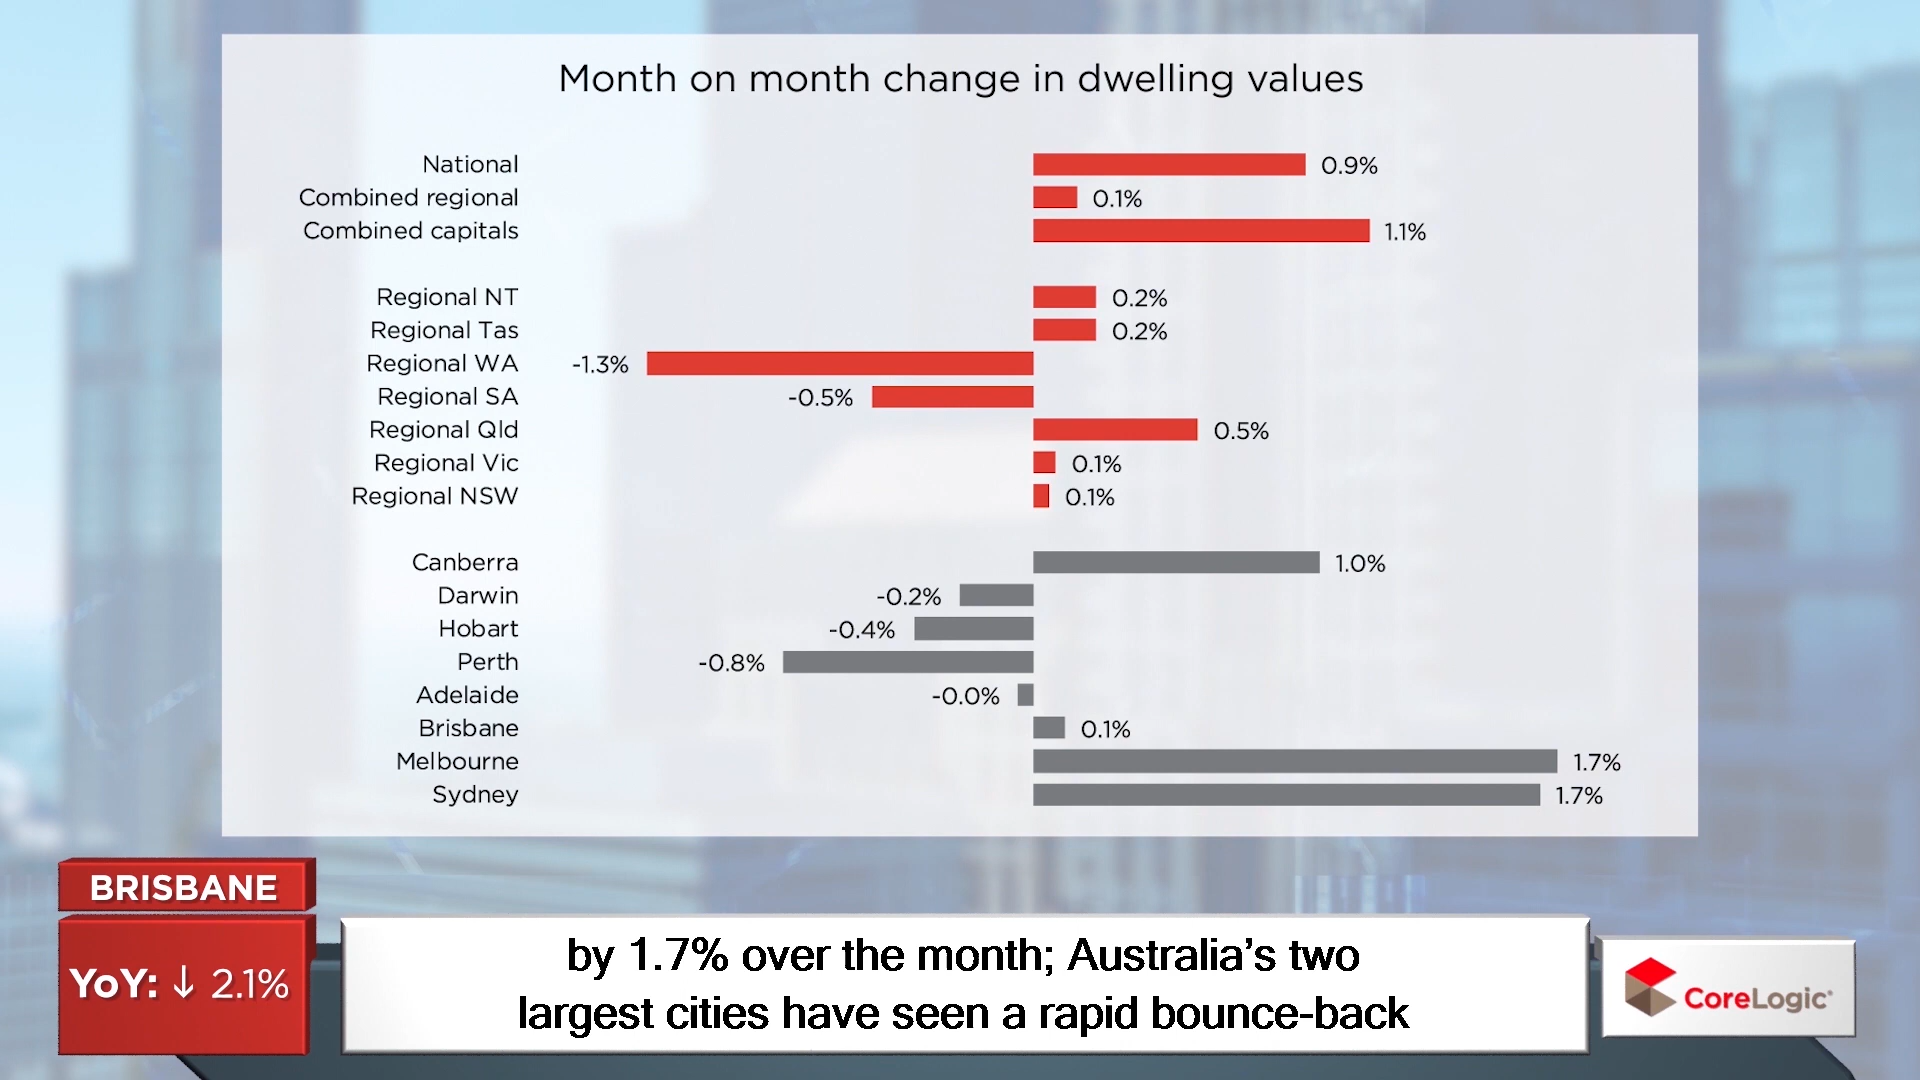 Month on month change in dwelling values
National 0.9%
Combined regional 0.1%
Combined capitals 1.1%
Regional NT 0.2%
Regional Tas 0.2%
Regional WA -1.3%
Regional SA -0.5%
Regional Qld 0.5%
Regional Vic 0.1%
Regional NSW 0.1%
Canberra 1.0%
Darwin -0.2%
Hobart -0.4%
Perth -0.8%
Adelaide -0.0%
Brisbane 0.1%
Melbourne 1.7%
Sydney 1.7%
BRISBANE
YoY: ↓ 2.1%
by 1.7% over the month; Australia’s two
largest cities have seen a rapid bounce-back
CoreLogic®